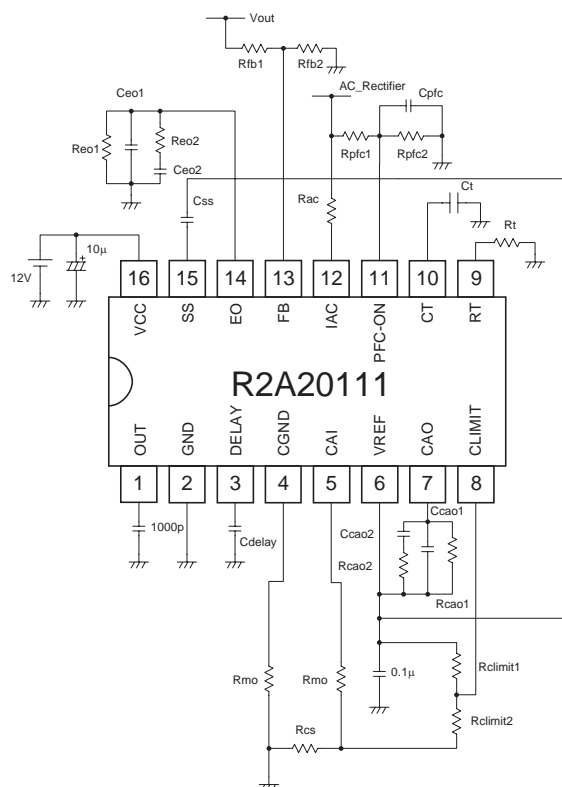 Vout
Rfb1 Rfb2
Ceo1 AC_Rectifier Cpfc
Reo1 Reo2 Rpfc1 Rpfc2
Ceo2
Css Rac Ct
Rt
10μ
+
12V
16 15 14 13 12 11 10 9
VCC SS EO FB IAC PFC-ON CT RT
R2A20111
OUT GND DELAY CGND CAI VREF CAO CLIMIT
1 2 3 4 5 6 7 8
1000p Cdelay Ccao2 Ccao1
Rcao2 Rcao1
Rmo Rmo 0.1μ Rclimit1
Rcs Rclimit2